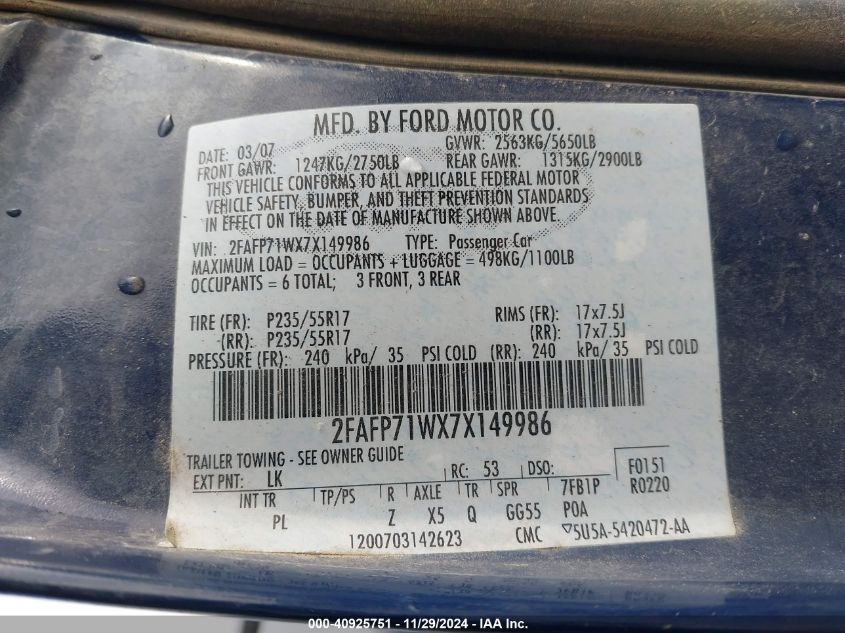 MFD. BY FORD MOTOR CO.
DATE: 03/07 GVWR: 2563KG/5650LB
FRONT GAWR: 1247KG/2750LB REAR GAWR: 1315KG/2900LB
THIS VEHICLE CONFORMS TO ALL APPLICABLE FEDERAL MOTOR
VEHICLE SAFETY, BUMPER, AND THEFT PREVENTION STANDARDS
IN EFFECT ON THE DATE OF MANUFACTURE SHOWN ABOVE.
VIN: 2FAFP71WX7X149986 TYPE: Passenger Car
MAXIMUM LOAD = OCCUPANTS + LUGGAGE = 498KG/1100LB
OCCUPANTS = 6 TOTAL; 3 FRONT, 3 REAR
TIRE (FR): P235/55R17 RIMS (FR): 17x7.5J
(RR): P235/55R17 (RR): 17x7.5J
PRESSURE (FR): 240 kPa/ 35 PSI COLD (RR): 240 kPa/ 35 PSI COLD
2FAFP71WX7X149986
TRAILER TOWING - SEE OWNER GUIDE
EXT PNT: LK RC: 53 DSO: F0151
INT TR TP/PS R AXLE TR SPR 7FB1P R0220
PL Z X5 Q GG55 POA
1200703142623 CMC ▽5U5A-5420472-AA
000-40925751 - 11/29/2024 - IAA Inc.